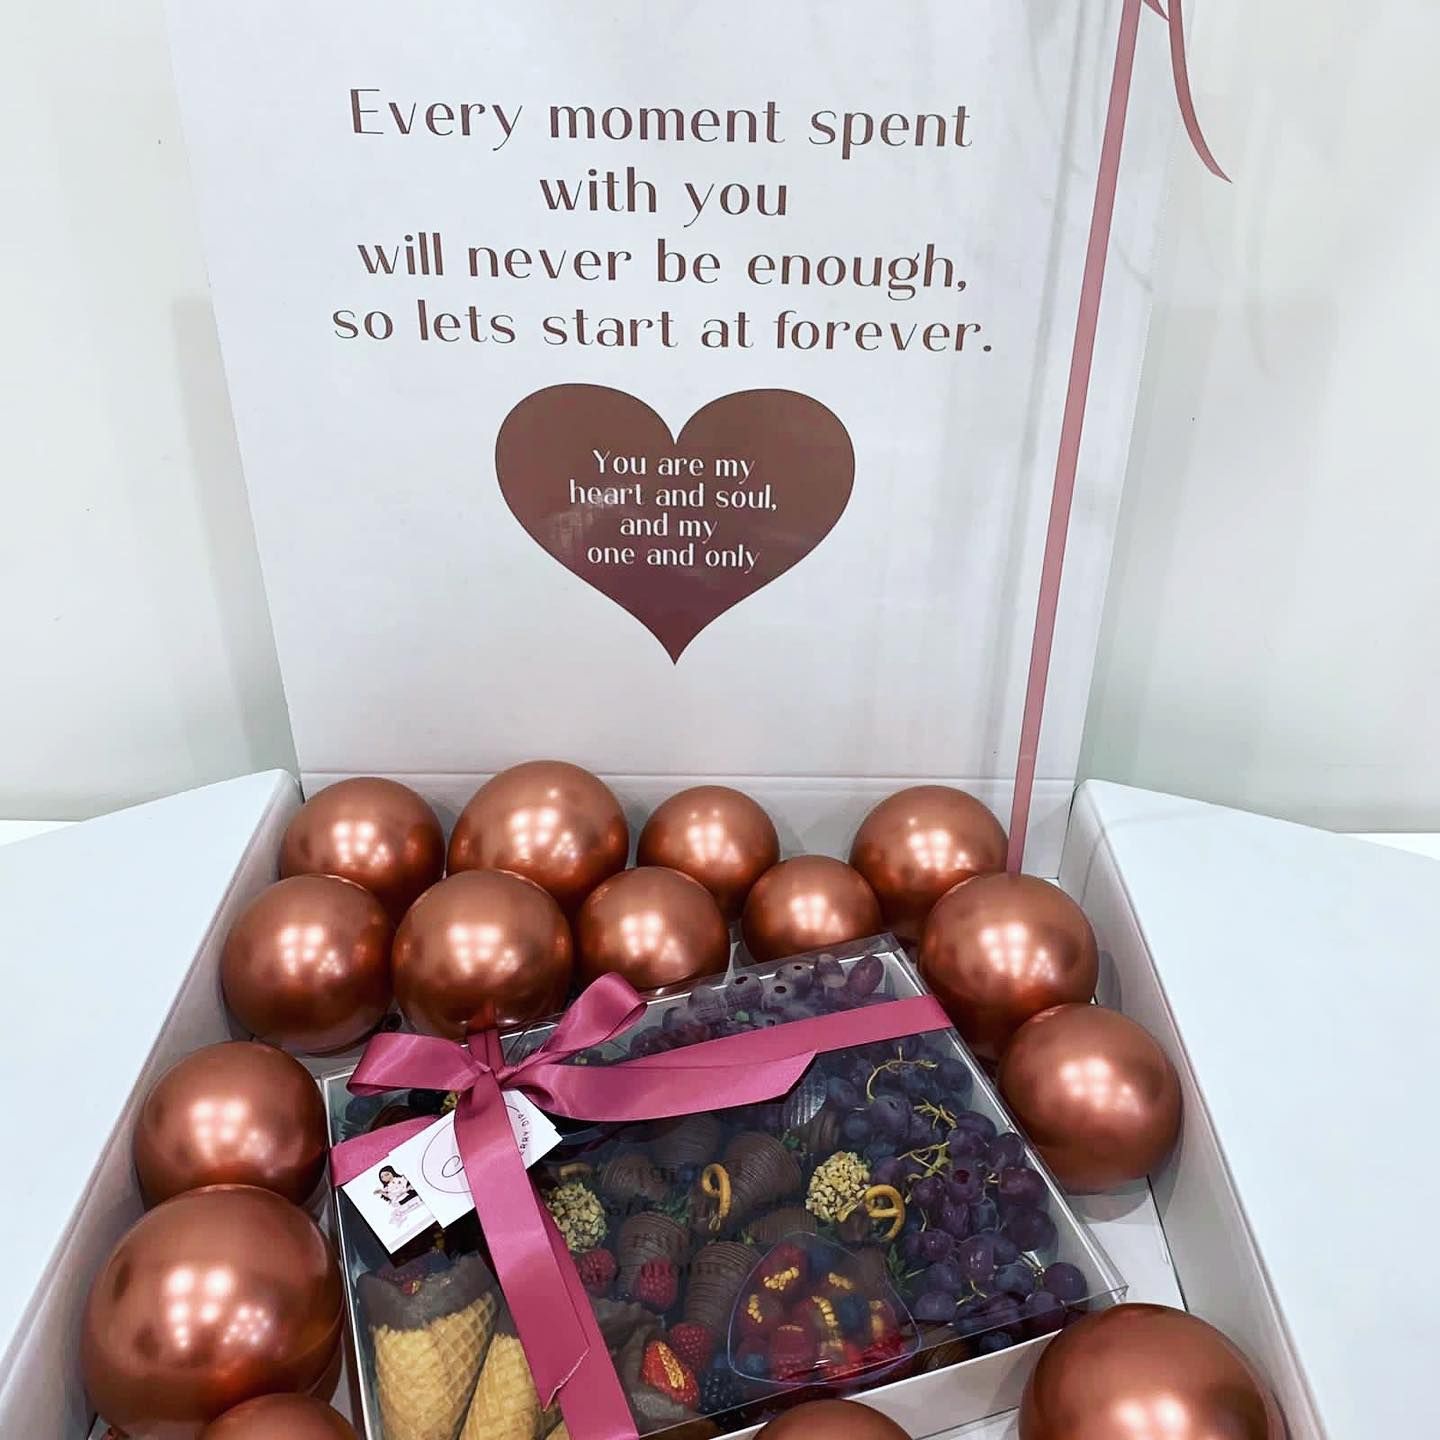 Every moment spent
with you
will never be enough,
so lets start at forever.
You are my
heart and soul,
and my
one and only